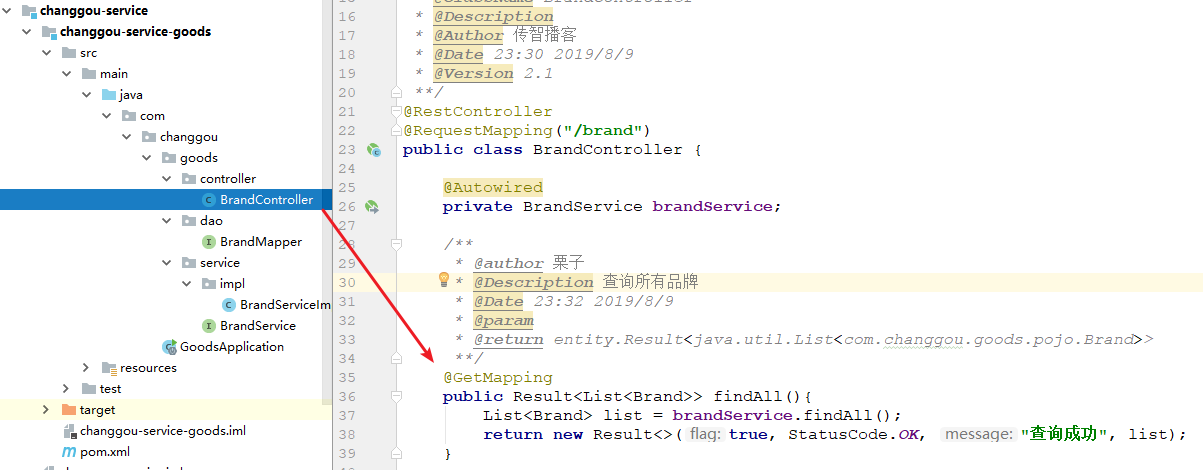 changgou-service
changgou-service-goods
src
main
java
com
changgou
goods
controller
BrandController
dao
BrandMapper
service
impl
BrandServiceIm
BrandService
GoodsApplication
resources
test
target
changgou-service-goods.iml
pom.xml
16 * @Description
17 * @Author 传智播客
18 * @Date 23:30 2019/8/9
19 * @Version 2.1
20 **/
21 @RestController
22 @RequestMapping("/brand")
23 public class BrandController {
24
25 @Autowired
26 private BrandService brandService;
27
28 /**
29 * @author 栗子
30 * @Description 查询所有品牌
31 * @Date 23:32 2019/8/9
32 * @param
33 * @return entity.Result<java.util.List<com.changgou.goods.pojo.Brand>>
34 **/
35 @GetMapping
36 public Result<List<Brand>> findAll(){
37 List<Brand> list = brandService.findAll();
38 return new Result<>( flag: true, StatusCode.OK, message: "查询成功", list);
39 }